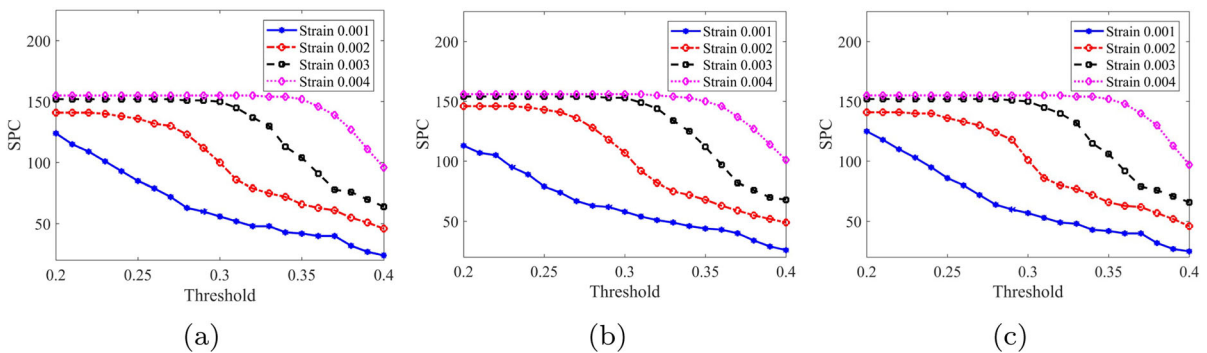 200
150
100
50
SPC
0.2 0.25 0.3 0.35 0.4
Threshold
Strain 0.001
Strain 0.002
Strain 0.003
Strain 0.004
(a)
200
150
100
50
SPC
0.2 0.25 0.3 0.35 0.4
Threshold
Strain 0.001
Strain 0.002
Strain 0.003
Strain 0.004
(b)
200
150
100
50
SPC
0.2 0.25 0.3 0.35 0.4
Threshold
Strain 0.001
Strain 0.002
Strain 0.003
Strain 0.004
(c)